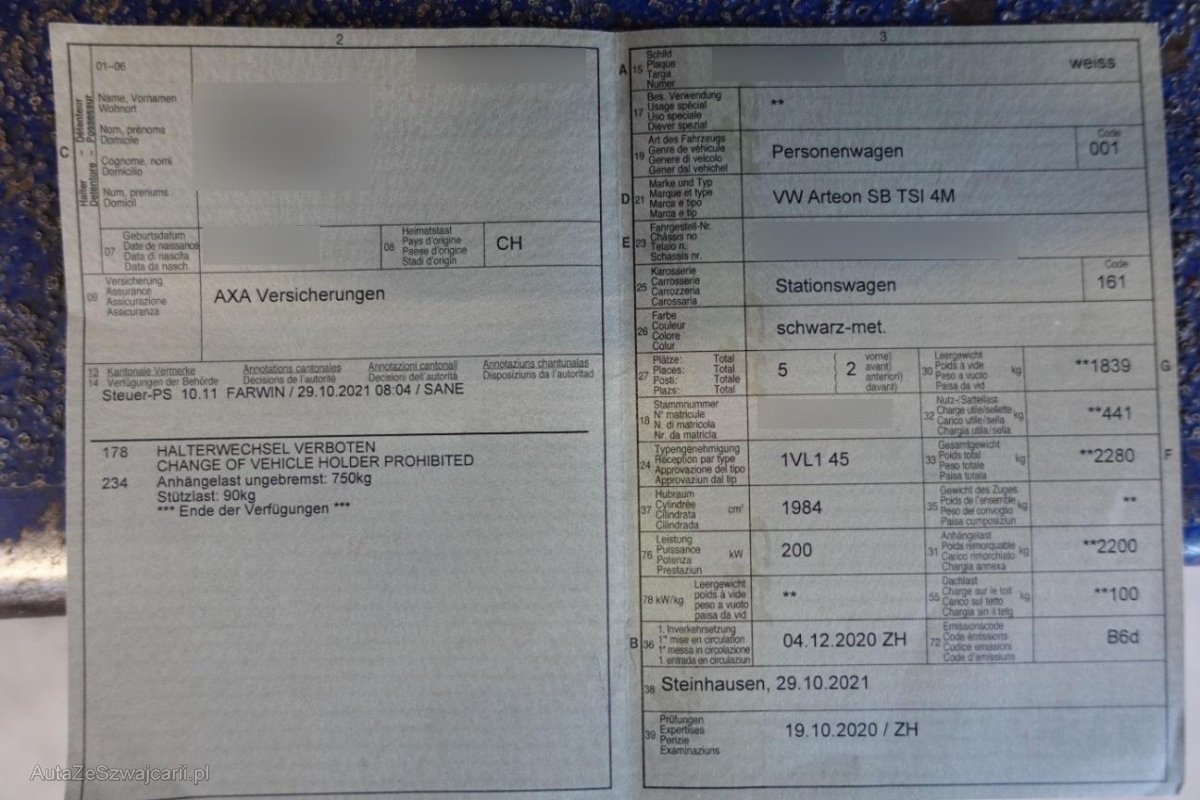 2
01–06
C
Halter - Détenteur
Detentore - Possessur
Name, Vornamen
Wohnort
Nom, prénoms
Domicile
Cognome, nomi
Domicilio
Num, prenums
Domicil
07
Geburtsdatum
Date de naissance
Data di nascita
Data da nasch.
08
Heimatstaat
Pays d'origine
Paese d'origine
Stadi d'origin
CH
09
Versicherung
Assurance
Assicurazione
Assicuranza
AXA Versicherungen
13 Kantonale Vermerke Annotations cantonales Annotazioni cantonali Annotaziuns chantunalas
14 Verfügungen der Behörde Décisions de l'autorité Decisioni dell'autorità Disposiziuns da l'autoritad
Steuer-PS 10.11 FARWIN / 29.10.2021 08:04 / SANE
178 HALTERWECHSEL VERBOTEN
CHANGE OF VEHICLE HOLDER PROHIBITED
234 Anhängelast ungebremst: 750kg
Stützlast: 90kg
*** Ende der Verfügungen ***
3
A 15
Schild
Plaque
Targa
Numer
weiss
17
Bes. Verwendung
Usage spécial
Uso speciale
Diever spezial
**
19
Art des Fahrzeugs
Genre de véhicule
Genere di veicolo
Gener dal vehichel
Personenwagen
Code
001
D 21
Marke und Typ
Marque et type
Marca e tipo
Marca e tip
VW Arteon SB TSI 4M
E 23
Fahrgestell-Nr.
Châssis no
Telaio n.
Schassis nr.
25
Karosserie
Carrosserie
Carrozzeria
Carossaria
Stationswagen
Code
161
26
Farbe
Couleur
Colore
Colur
schwarz-met.
27
Plätze: Total
Places: Total
Posti: Totale
Plazs: Total
5
2
vorne)
avant)
anteriori)
davant)
30
Leergewicht
Poids à vide
Peso a vuoto
Paisa da vid
kg
**1839
G
18
Stammnummer
N° matricule
N. di matricola
Nr. da matricla
32
Nutz-/Sattellast
Charge utile/sellette
Carico utile/sella
Chargia utila/sella
kg
**441
24
Typengenehmigung
Réception par type
Approvazione del tipo
Approvaziun dal tip
1VL1 45
33
Gesamtgewicht
Poids total
Peso totale
Paisa totala
kg
**2280
F
37
Hubraum
Cylindrée
Cilindrata
Cilindrada
cm³
1984
35
Gewicht des Zuges
Poids de l'ensemble
Peso del convoglio
Paisa cumposiziun
kg
**
76
Leistung
Puissance
Potenza
Prestaziun
kW
200
31
Anhängelast
Poids remorquable
Carico rimorchiato
Chargia annexa
kg
**2200
78 kW/kg
Leergewicht
poids à vide
peso a vuoto
paisa da vid
**
55
Dachlast
Charge sur le toit
Carico sul tetto
Chargia sin il tetg
kg
**100
B 36
1. Inverkehrsetzung
1re mise en circulation
1a messa in circolazione
1. entrada en circulaziun
04.12.2020 ZH
72
Emissionscode
Code émissions
Codice emissioni
Code d'emissiuns
B6d
38 Steinhausen, 29.10.2021
39
Prüfungen
Expertises
Perizie
Examinaziuns
19.10.2020 / ZH
AutaZeSzwajcarii.pl